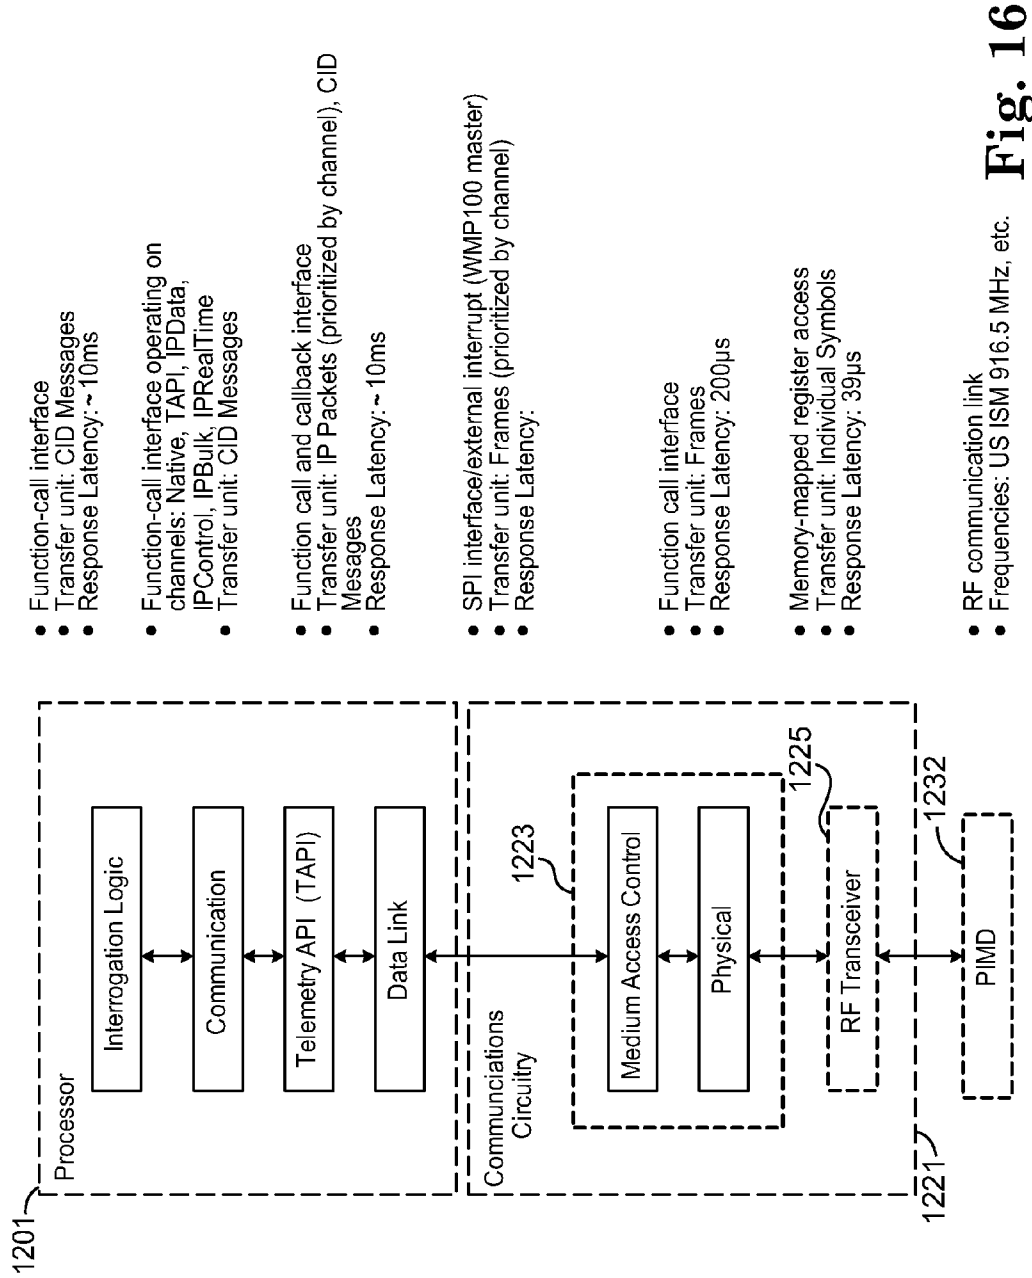 1201
Processor
Interrogation Logic
Communication
Telemetry API (TAPI)
Data Link
Communciations
Circuitry
1223
Medium Access Control
Physical
1225
RF Transceiver
1221
1232
PIMD
• Function-call interface
• Transfer unit: CID Messsages
• Response Latency: ~ 10ms
• Function-call interface operating on
channels: Native, TAPI, IPData,
IPControl, IPBulk, IPRealTime
• Transfer unit: CID Messages
• Function call and callback interface
• Transfer unit: IP Packets (prioritized by channel), CID
Mesages
• Response Latency: ~ 10ms
• SPI interface/external interrupt (WMP100 master)
• Transfer unit: Frames (prioritized by channel)
• Response Latency:
• Function call interface
• Transfer unit: Frames
• Response Latency: 200µs
• Memory-mapped register access
• Transfer unit: Individual Symbols
• Response Latency: 39µs
• RF communication link
• Frequencies: US ISM 916.5 MHz, etc.
Fig. 16